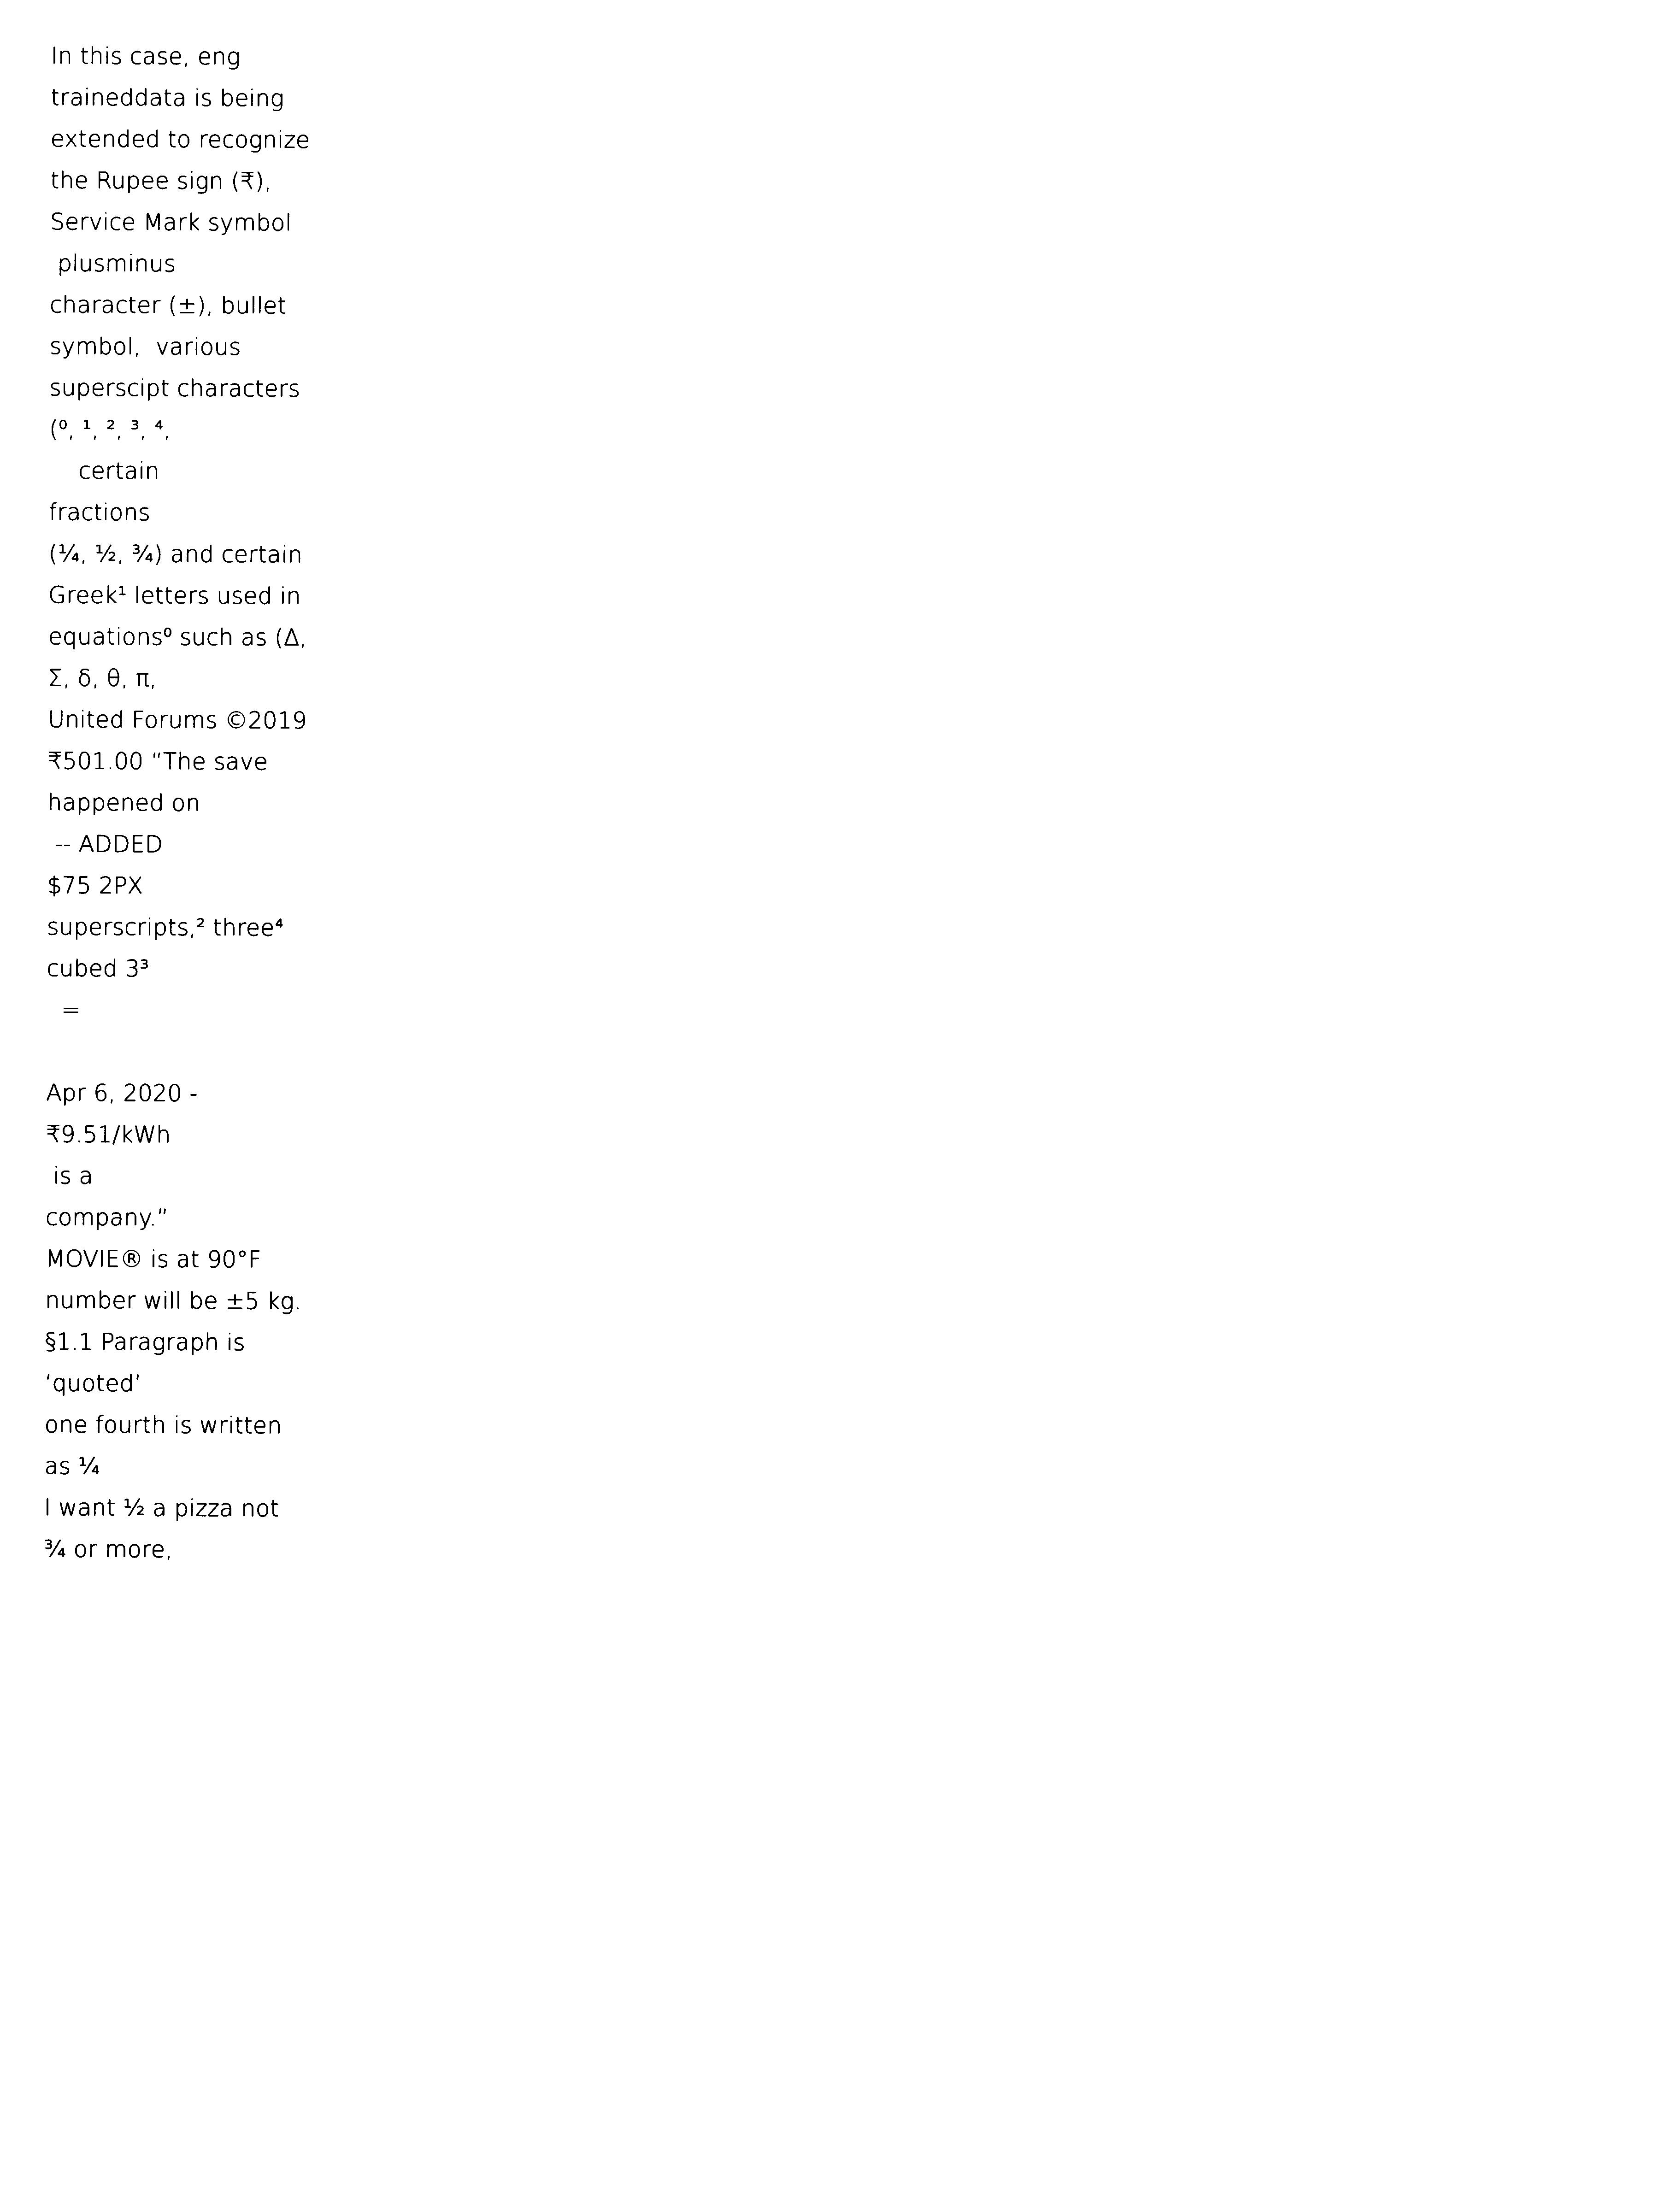 In this case, eng
traineddata is being
extended to recognize
the Rupee sign (₹),
Service Mark symbol
plusminus
character (±), bullet
symbol,  various
superscipt characters
(⁰, ¹, ², ³, ⁴,
certain
fractions
(¼, ½, ¾) and certain
Greek¹ letters used in
equations⁰ such as (Δ,
Σ, δ, θ, π,
United Forums ©2019
₹501.00 “The save
happened on
-- ADDED
$75 2PX
superscripts,² three⁴
cubed 3³
=
Apr 6, 2020 -
₹9.51/kWh
is a
company.”
MOVIE® is at 90°F
number will be ±5 kg.
§1.1 Paragraph is
‘quoted’
one fourth is written
as ¼
I want ½ a pizza not
¾ or more,